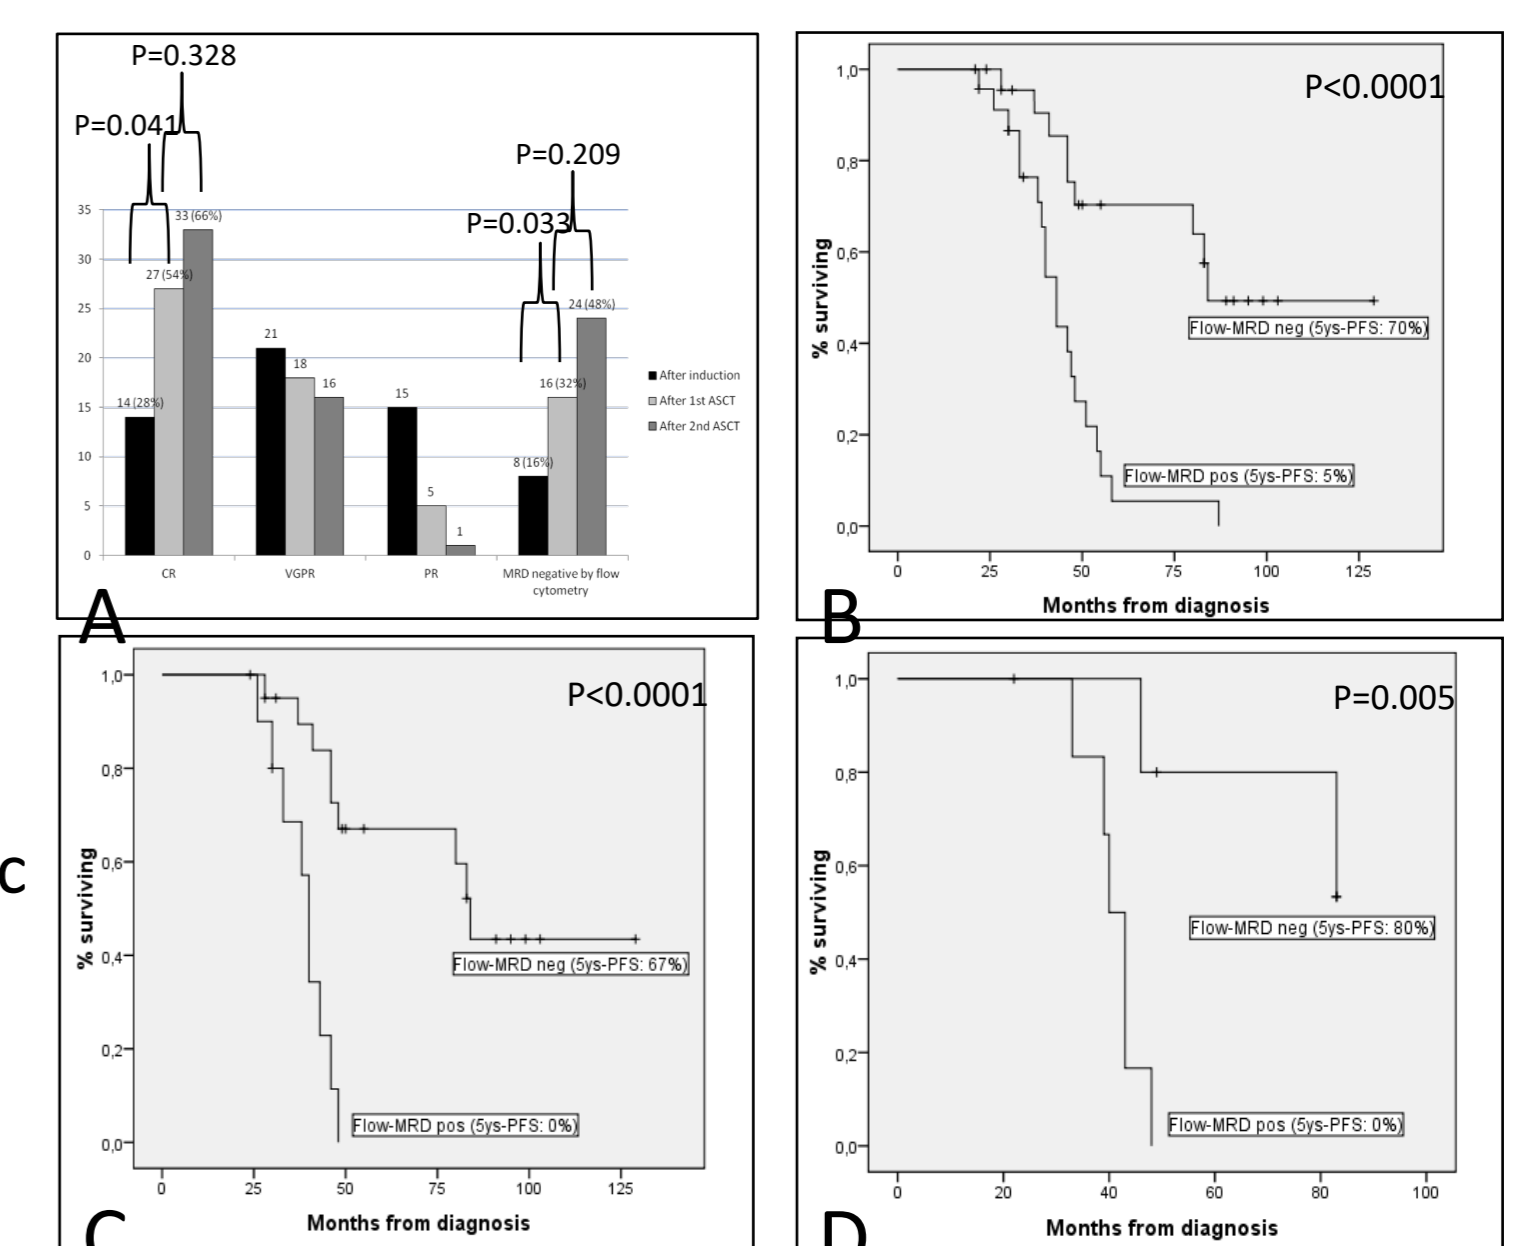 P=0.328
P=0.041
P=0.209
P=0.033
35
30
25
20
15
10
5
0
14 (28%)
27 (54%)
33 (66%)
21
18
16
15
5
1
8 (16%)
16 (32%)
24 (48%)
CR
VGPR
PR
MRD negative by flow
cytometry
After induction
After 1st ASCT
After 2nd ASCT
A
P<0.0001
% surviving
1,0
0,8
0,6
0,4
0,2
0,0
Flow-MRD neg (5ys-PFS: 70%)
Flow-MRD pos (5ys-PFS: 5%)
0 25 50 75 100 125
Months from diagnosis
B
c
P<0.0001
% surviving
1,0
0,8
0,6
0,4
0,2
0,0
Flow-MRD neg (5ys-PFS: 67%)
Flow-MRD pos (5ys-PFS: 0%)
0 25 50 75 100 125
Months from diagnosis
C
P=0.005
% surviving
1,0
0,8
0,6
0,4
0,2
0,0
Flow-MRD neg (5ys-PFS: 80%)
Flow-MRD pos (5ys-PFS: 0%)
0 20 40 60 80 100
Months from diagnosis
D